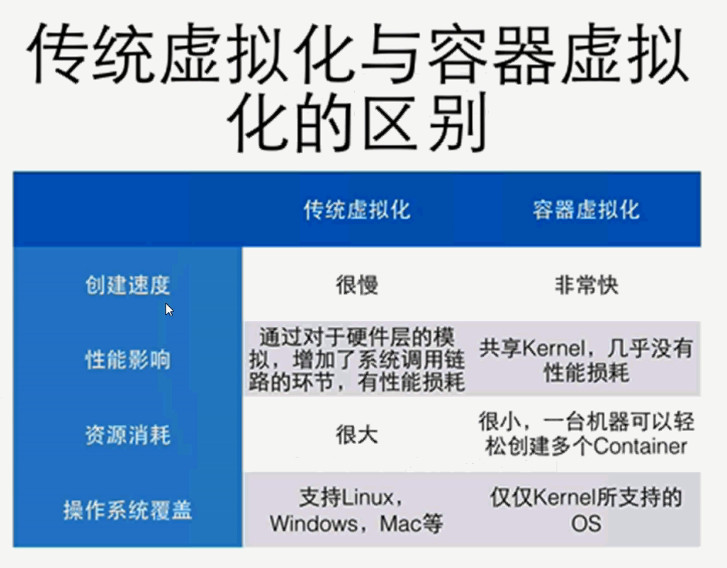 传统虚拟化与容器虚拟
化的区别
传统虚拟化 容器虚拟化
创建速度 很慢 非常快
性能影响
通过对于硬件层的模
拟，增加了系统调用链
路的环节，有性能损耗
共享Kernel，几乎没有
性能损耗
资源消耗 很大
很小，一台机器可以轻
松创建多个Container
操作系统覆盖
支持Linux，
Windows，Mac等
仅仅Kernel所支持的
OS